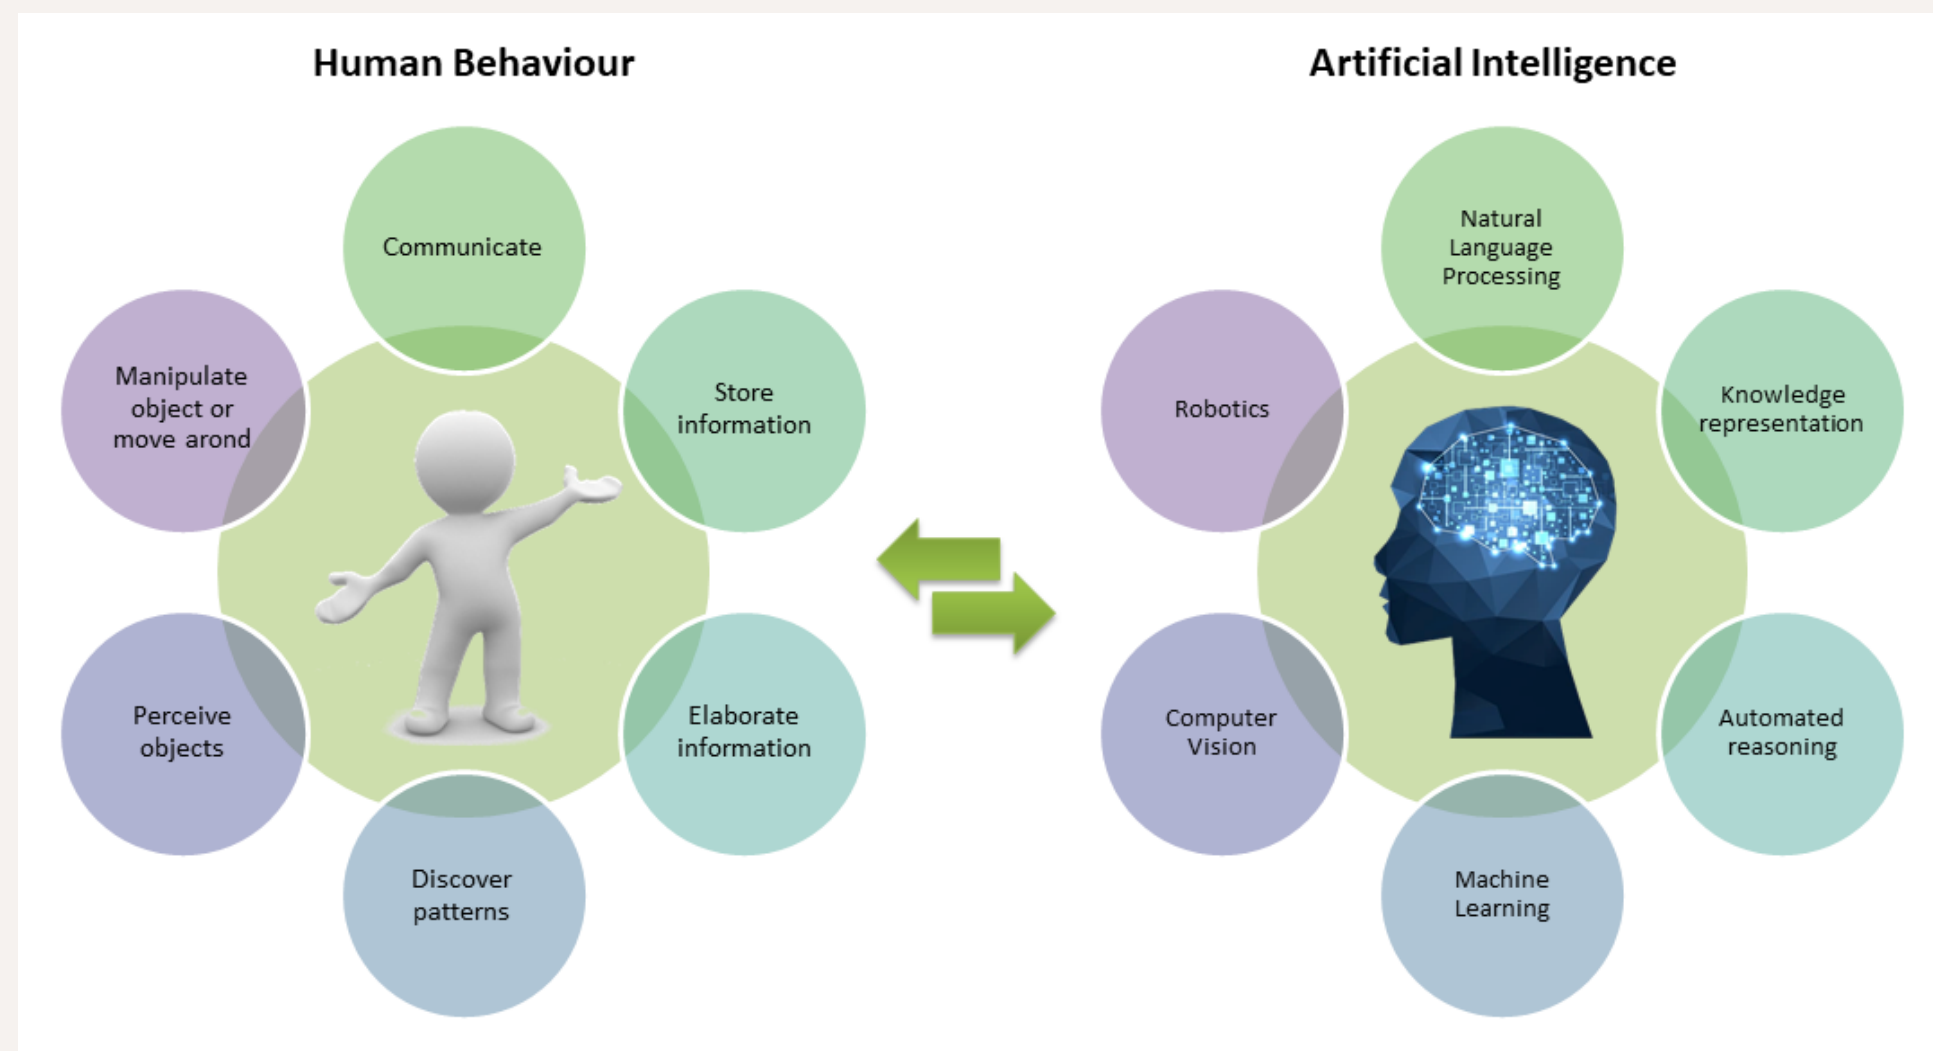 Human Behaviour
Communicate
Store
information
Elaborate
information
Discover
patterns
Perceive
objects
Manipulate
object or
move arond
Artificial Intelligence
Natural
Language
Processing
Knowledge
representation
Automated
reasoning
Machine
Learning
Computer
Vision
Robotics